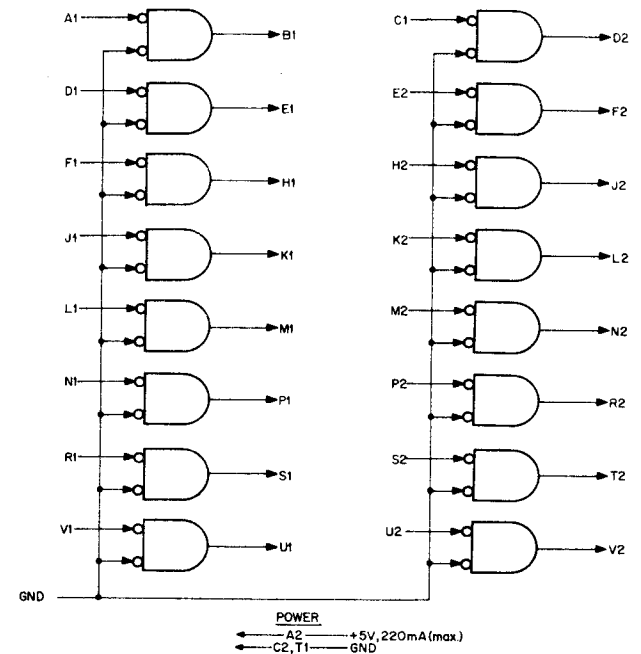 A1 B1
D1 E1
F1 H1
J1 K1
L1 M1
N1 P1
R1 S1
V1 U1
C1 D2
E2 F2
H2 J2
K2 L2
M2 N2
P2 R2
S2 T2
U2 V2
GND
POWER
A2 +5V, 220mA (max.)
C2, T1 GND